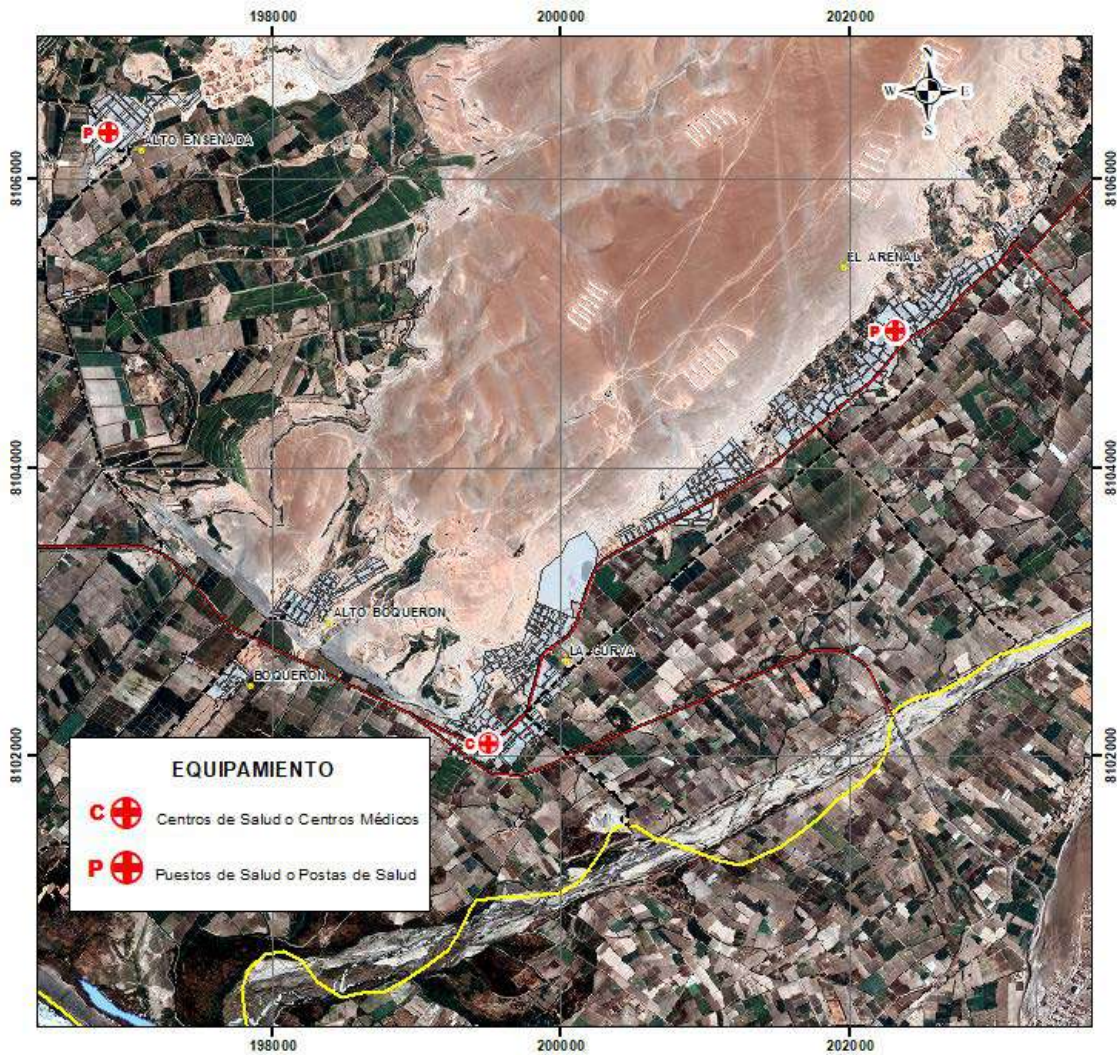 198000 200000 202000
N
W E
S
P ALTO ENSENADA
8106000 8106000
EL ARENAL
P
8104000 8104000
ALTO BOQUERON
LA CURVA
BOQUERON
C
8102000 8102000
EQUIPAMIENTO
C Centros de Salud o Centros Médicos
P Puestos de Salud o Postas de Salud
198000 200000 202000